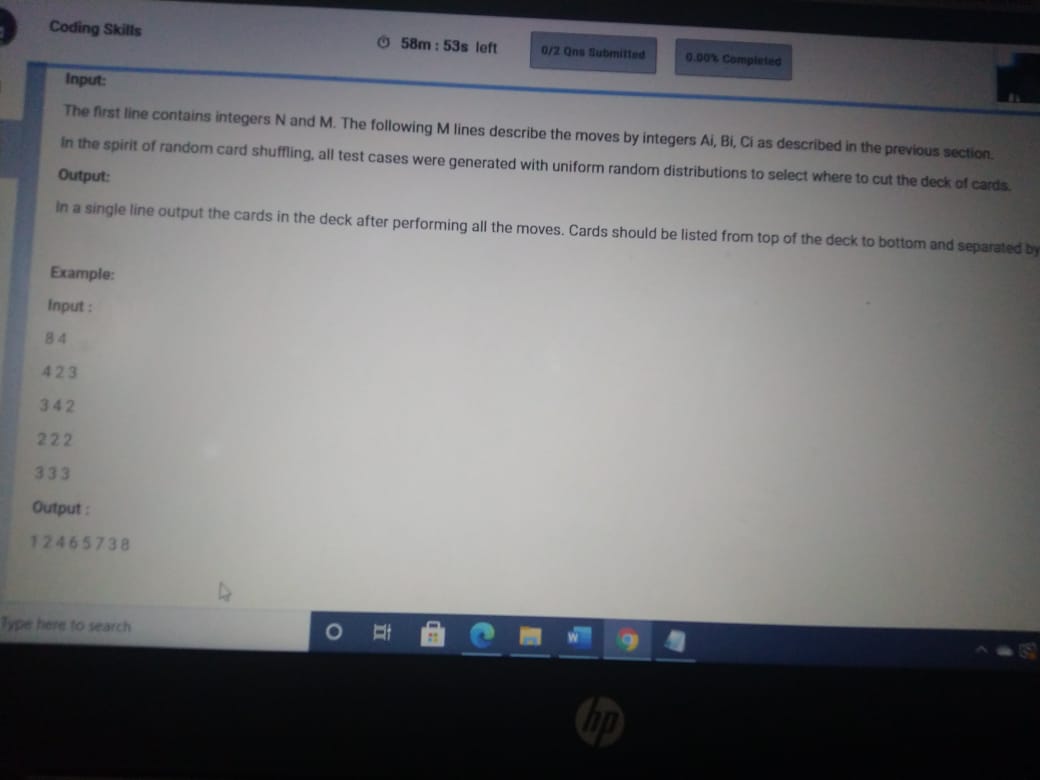 Coding Skills
58m : 53s left
0/2 Qns Submitted
0.00% Completed
Input:
The first line contains integers N and M. The following M lines describe the moves by integers Ai, Bi, Ci as described in the previous section.
In the spirit of random card shuffling, all test cases were generated with uniform random distributions to select where to cut the deck of cards.
Output:
In a single line output the cards in the deck after performing all the moves. Cards should be listed from top of the deck to bottom and separated by
Example:
Input :
8 4
4 2 3
3 4 2
2 2 2
3 3 3
Output :
1 2 4 6 5 7 3 8
Type here to search
W
hp